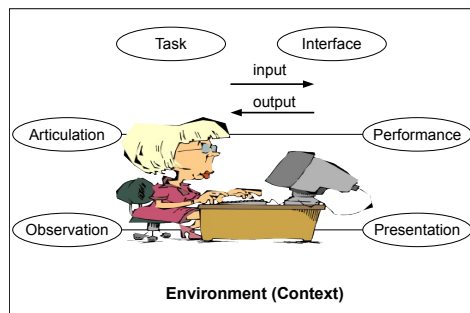 Task
Interface
input
output
Articulation
Performance
Observation
Presentation
Environment (Context)